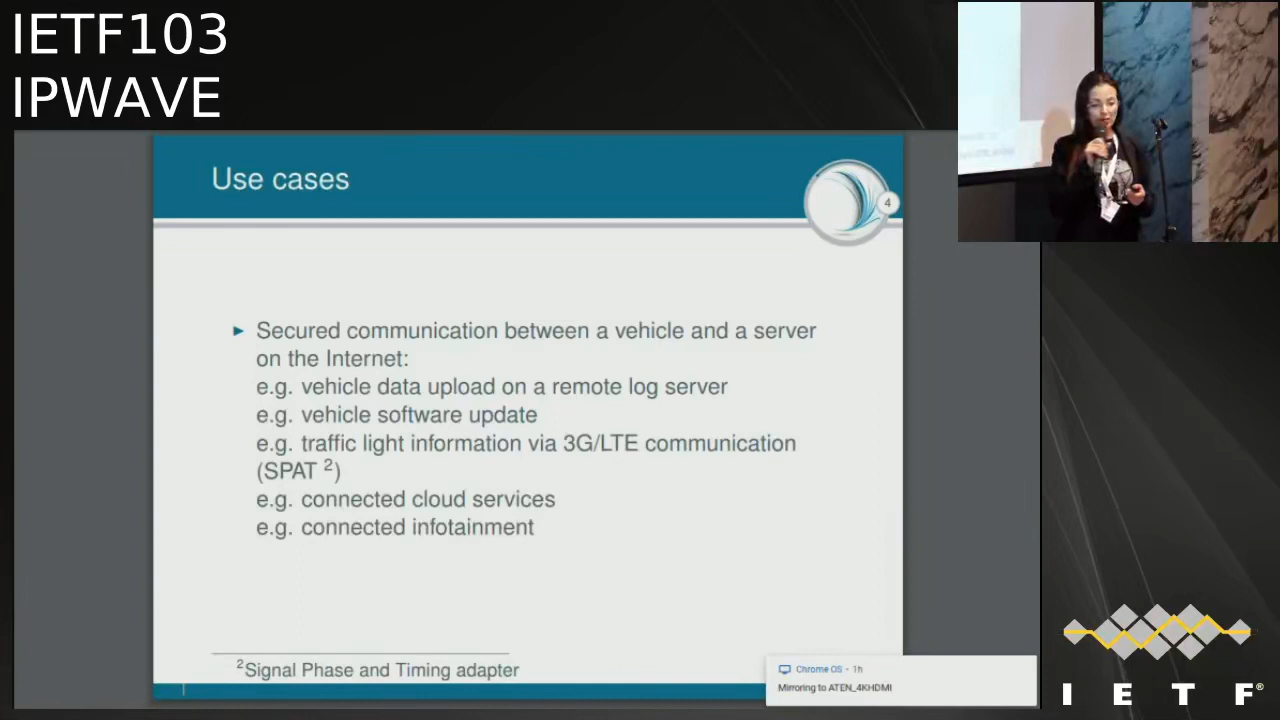 IETF103
IPWAVE
Use cases
4
► Secured communication between a vehicle and a server
on the Internet:
e.g. vehicle data upload on a remote log server
e.g. vehicle software update
e.g. traffic light information via 3G/LTE communication
(SPAT 2)
e.g. connected cloud services
e.g. connected infotainment
2Signal Phase and Timing adapter
Chrome OS • 1h
Mirroring to ATEN_4KHDMI
I E T F®